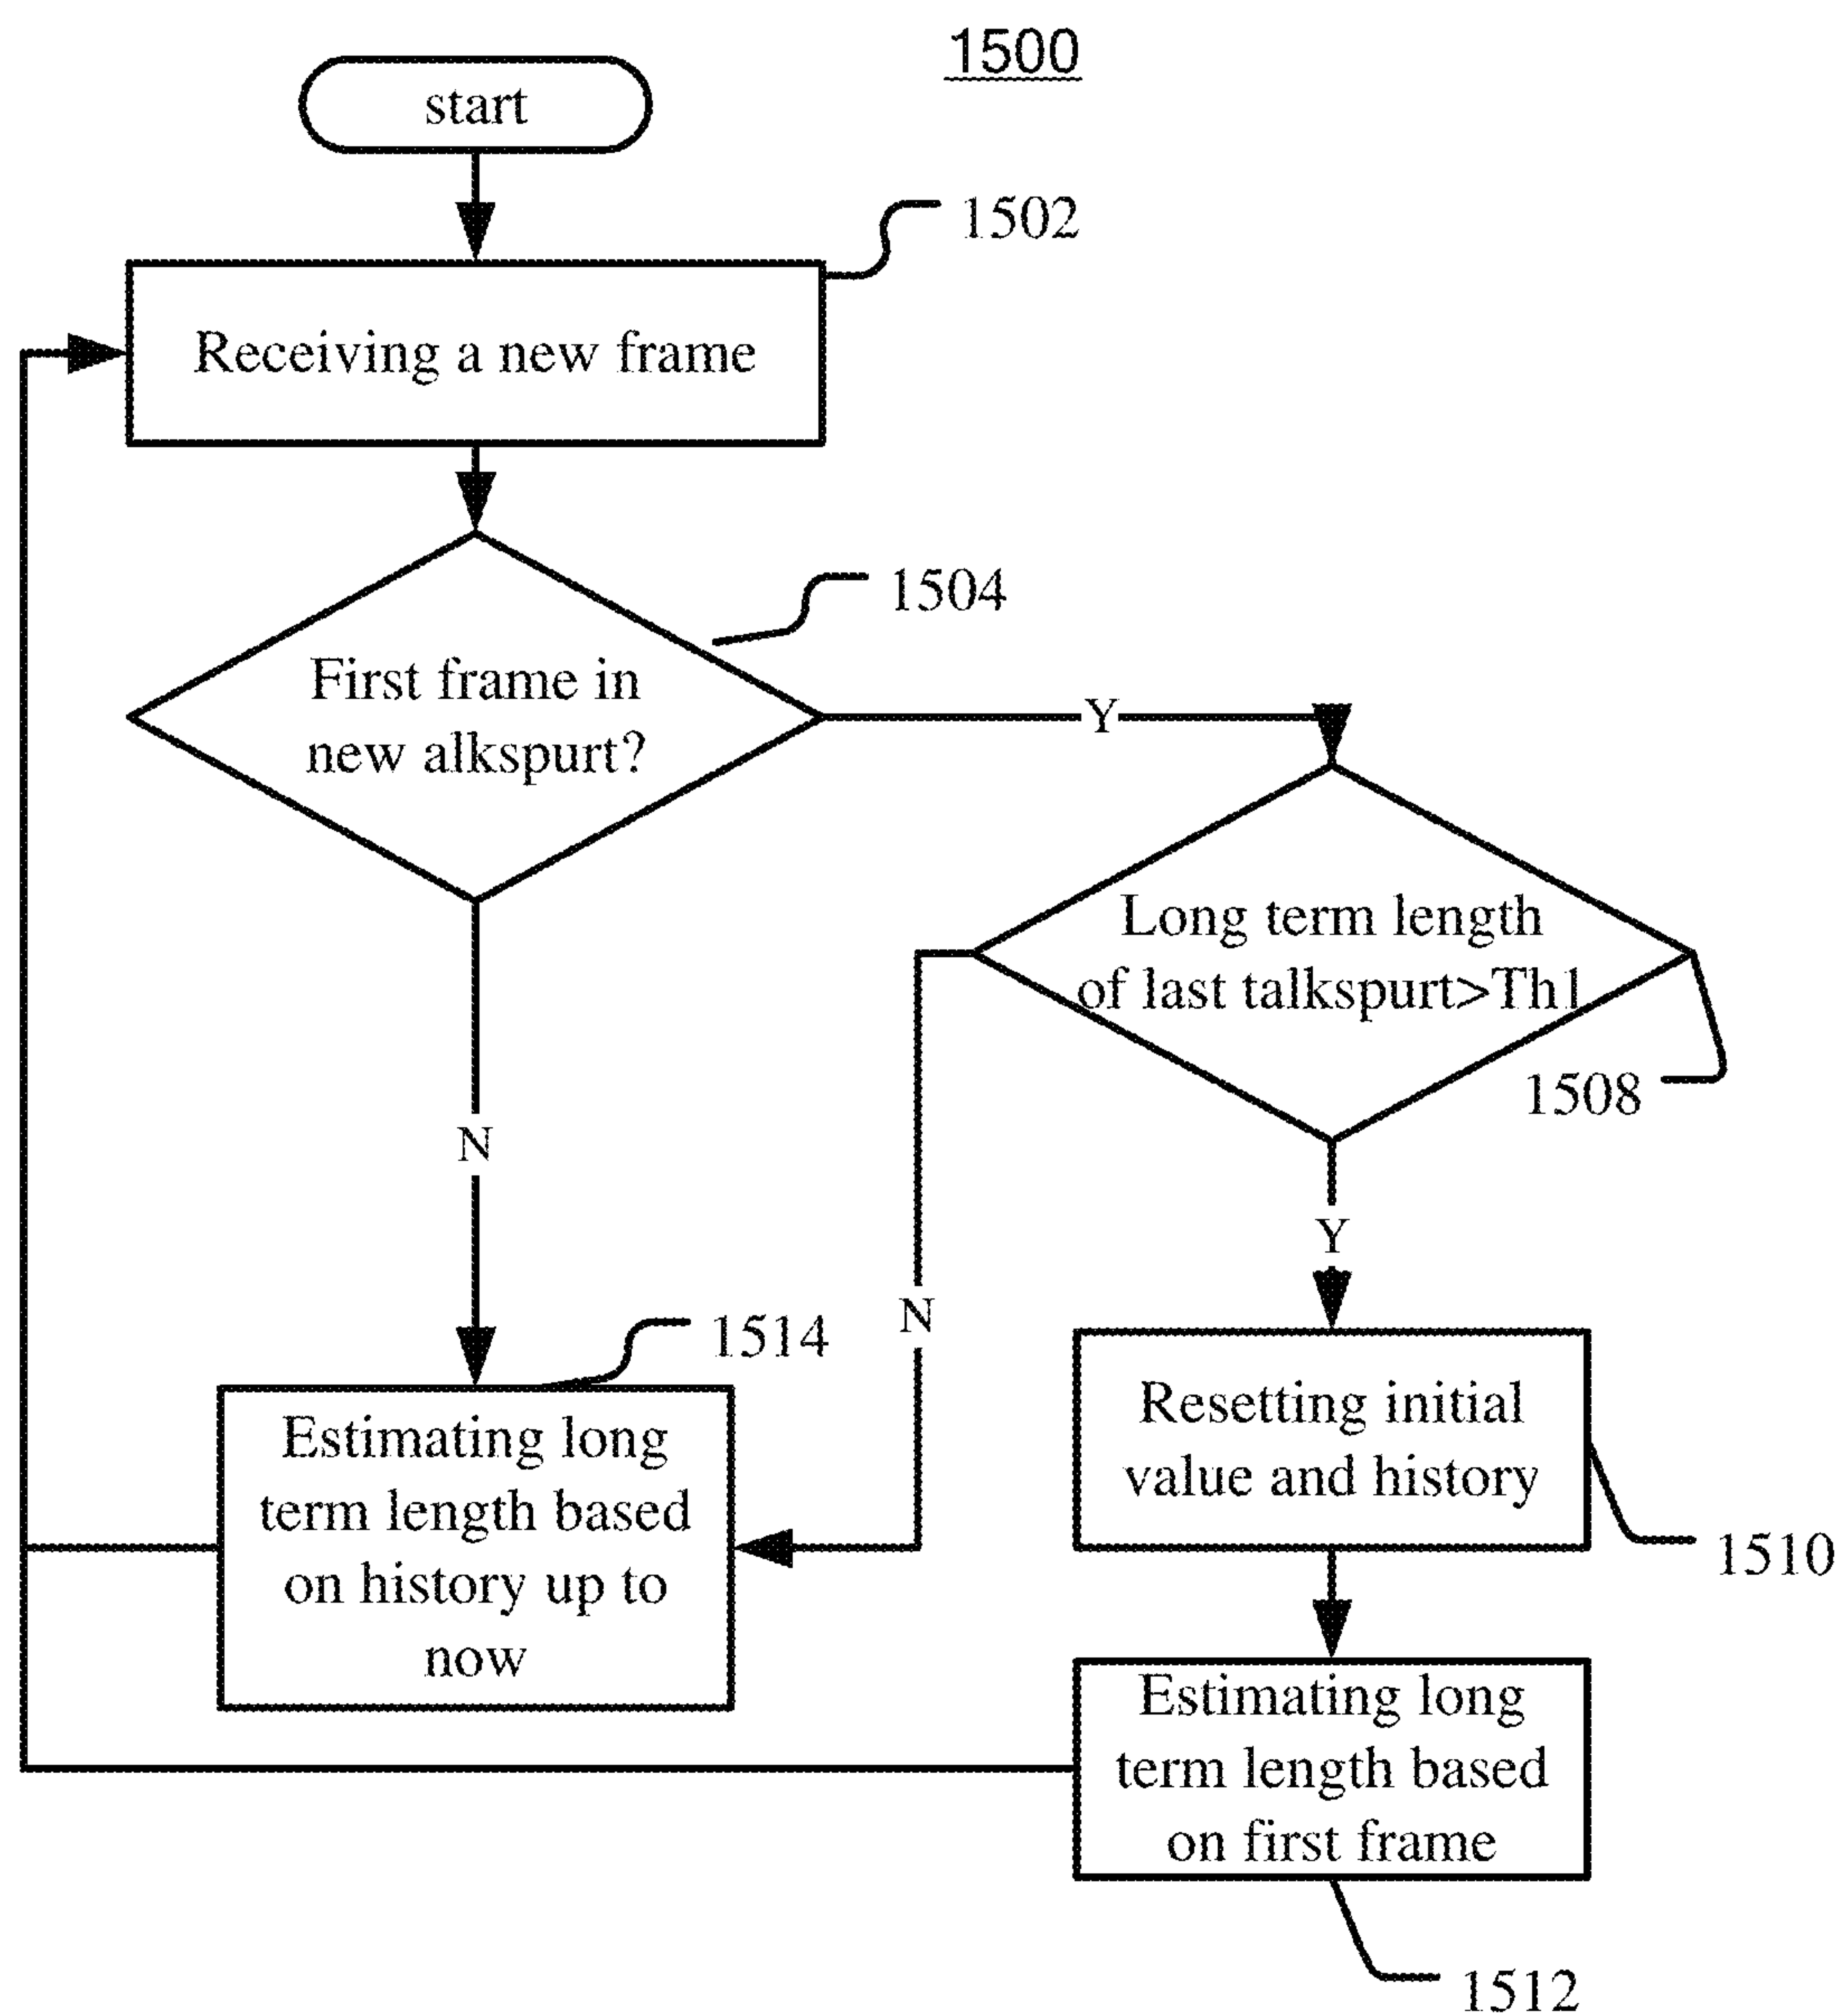 1500
start
1502
Receiving a new frame
1504
First frame in
new alkspurt?
Y
Long term length
of last talkspurt>Th1
1508
N
Y
N
1514
Estimating long
term length based
on history up to
now
Resetting initial
value and history
1510
Estimating long
term length based
on first frame
1512